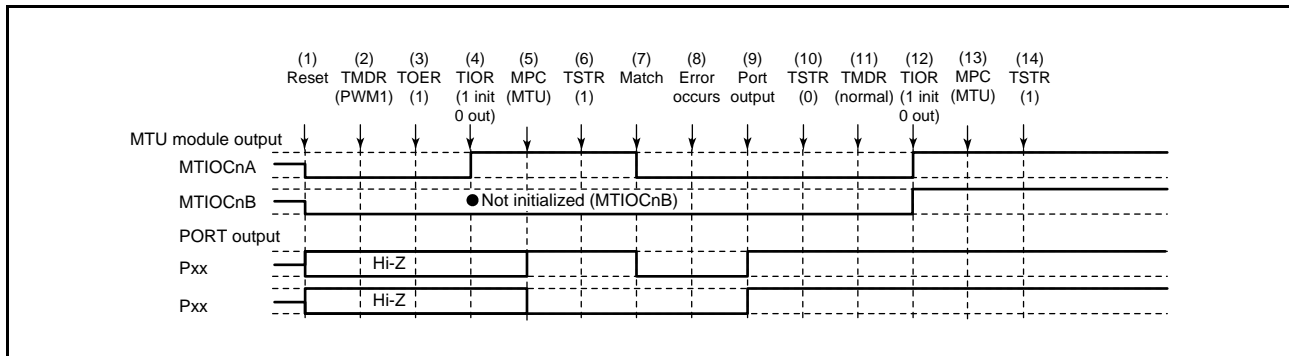 (1) (2) (3) (4) (5) (6) (7) (8) (9) (10) (11) (12) (13) (14)
Reset TMDR TOER TIOR MPC TSTR Match Error Port TSTR TMDR TIOR MPC TSTR
(PWM1) (1) (1 init (MTU) (1) occurs output (0) (normal) (1 init (MTU) (1)
0 out) 0 out)
MTU module output
MTIOCnA
MTIOCnB ●Not initialized (MTIOCnB)
PORT output
Pxx Hi-Z
Pxx Hi-Z